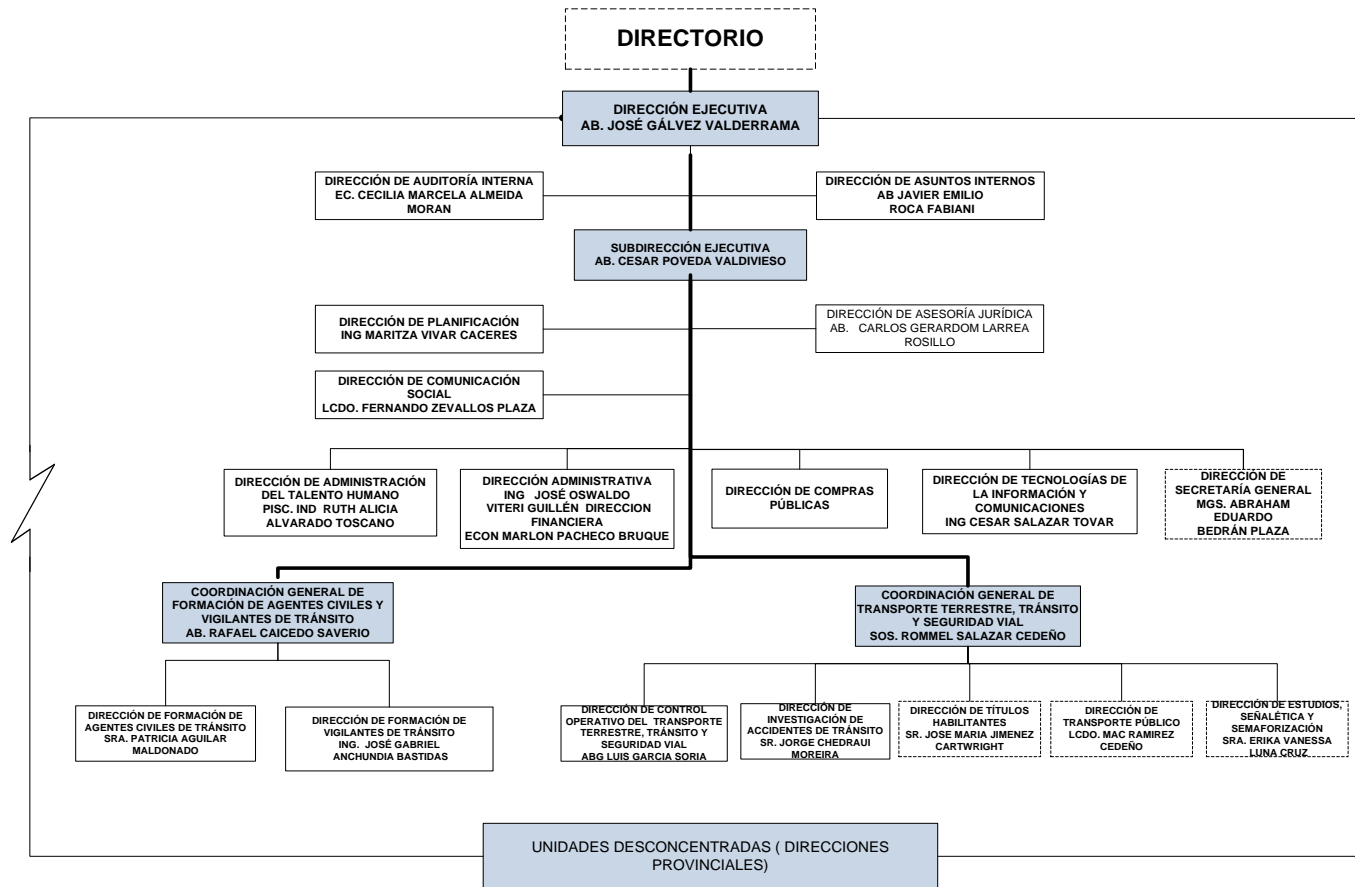 DIRECTORIO
DIRECCIÓN EJECUTIVA
AB. JOSÉ GÁLVEZ VALDERRAMA
DIRECCIÓN DE AUDITORÍA INTERNA
EC. CECILIA MARCELA ALMEIDA
MORAN
DIRECCIÓN DE ASUNTOS INTERNOS
AB JAVIER EMILIO
ROCA FABIANI
SUBDIRECCIÓN EJECUTIVA
AB. CESAR POVEDA VALDIVIESO
DIRECCIÓN DE PLANIFICACIÓN
ING MARITZA VIVAR CACERES
DIRECCIÓN DE ASESORÍA JURÍDICA
AB. CARLOS GERARDOM LARREA
ROSILLO
DIRECCIÓN DE COMUNICACIÓN
SOCIAL
LCDO. FERNANDO ZEVALLOS PLAZA
DIRECCIÓN DE ADMINISTRACIÓN
DEL TALENTO HUMANO
PISC. IND RUTH ALICIA
ALVARADO TOSCANO
DIRECCIÓN ADMINISTRATIVA
ING JOSÉ OSWALDO
VITERI GUILLÉN DIRECCION
FINANCIERA
ECON MARLON PACHECO BRUQUE
DIRECCIÓN DE COMPRAS
PÚBLICAS
DIRECCIÓN DE TECNOLOGÍAS DE
LA INFORMACIÓN Y
COMUNICACIONES
ING CESAR SALAZAR TOVAR
DIRECCIÓN DE
SECRETARÍA GENERAL
MGS. ABRAHAM
EDUARDO
BEDRÁN PLAZA
COORDINACIÓN GENERAL DE
FORMACIÓN DE AGENTES CIVILES Y
VIGILANTES DE TRÁNSITO
AB. RAFAEL CAICEDO SAVERIO
COORDINACIÓN GENERAL DE
TRANSPORTE TERRESTRE, TRÁNSITO
Y SEGURIDAD VIAL
SOS. ROMMEL SALAZAR CEDEÑO
DIRECCIÓN DE FORMACIÓN DE
AGENTES CIVILES DE TRÁNSITO
SRA. PATRICIA AGUILAR
MALDONADO
DIRECCIÓN DE FORMACIÓN DE
VIGILANTES DE TRÁNSITO
ING. JOSÉ GABRIEL
ANCHUNDIA BASTIDAS
DIRECCIÓN DE CONTROL
OPERATIVO DEL TRANSPORTE
TERRESTRE, TRÁNSITO Y
SEGURIDAD VIAL
ABG LUIS GARCIA SORIA
DIRECCIÓN DE
INVESTIGACIÓN DE
ACCIDENTES DE TRÁNSITO
SR. JORGE CHEDRAUI
MOREIRA
DIRECCIÓN DE TÍTULOS
HABILITANTES
SR. JOSE MARIA JIMENEZ
CARTWRIGHT
DIRECCIÓN DE
TRANSPORTE PÚBLICO
LCDO. MAC RAMIREZ
CEDEÑO
DIRECCIÓN DE ESTUDIOS,
SEÑALÉTICA Y
SEMAFORIZACIÓN
SRA. ERIKA VANESSA
LUNA CRUZ
UNIDADES DESCONCENTRADAS ( DIRECCIONES
PROVINCIALES)